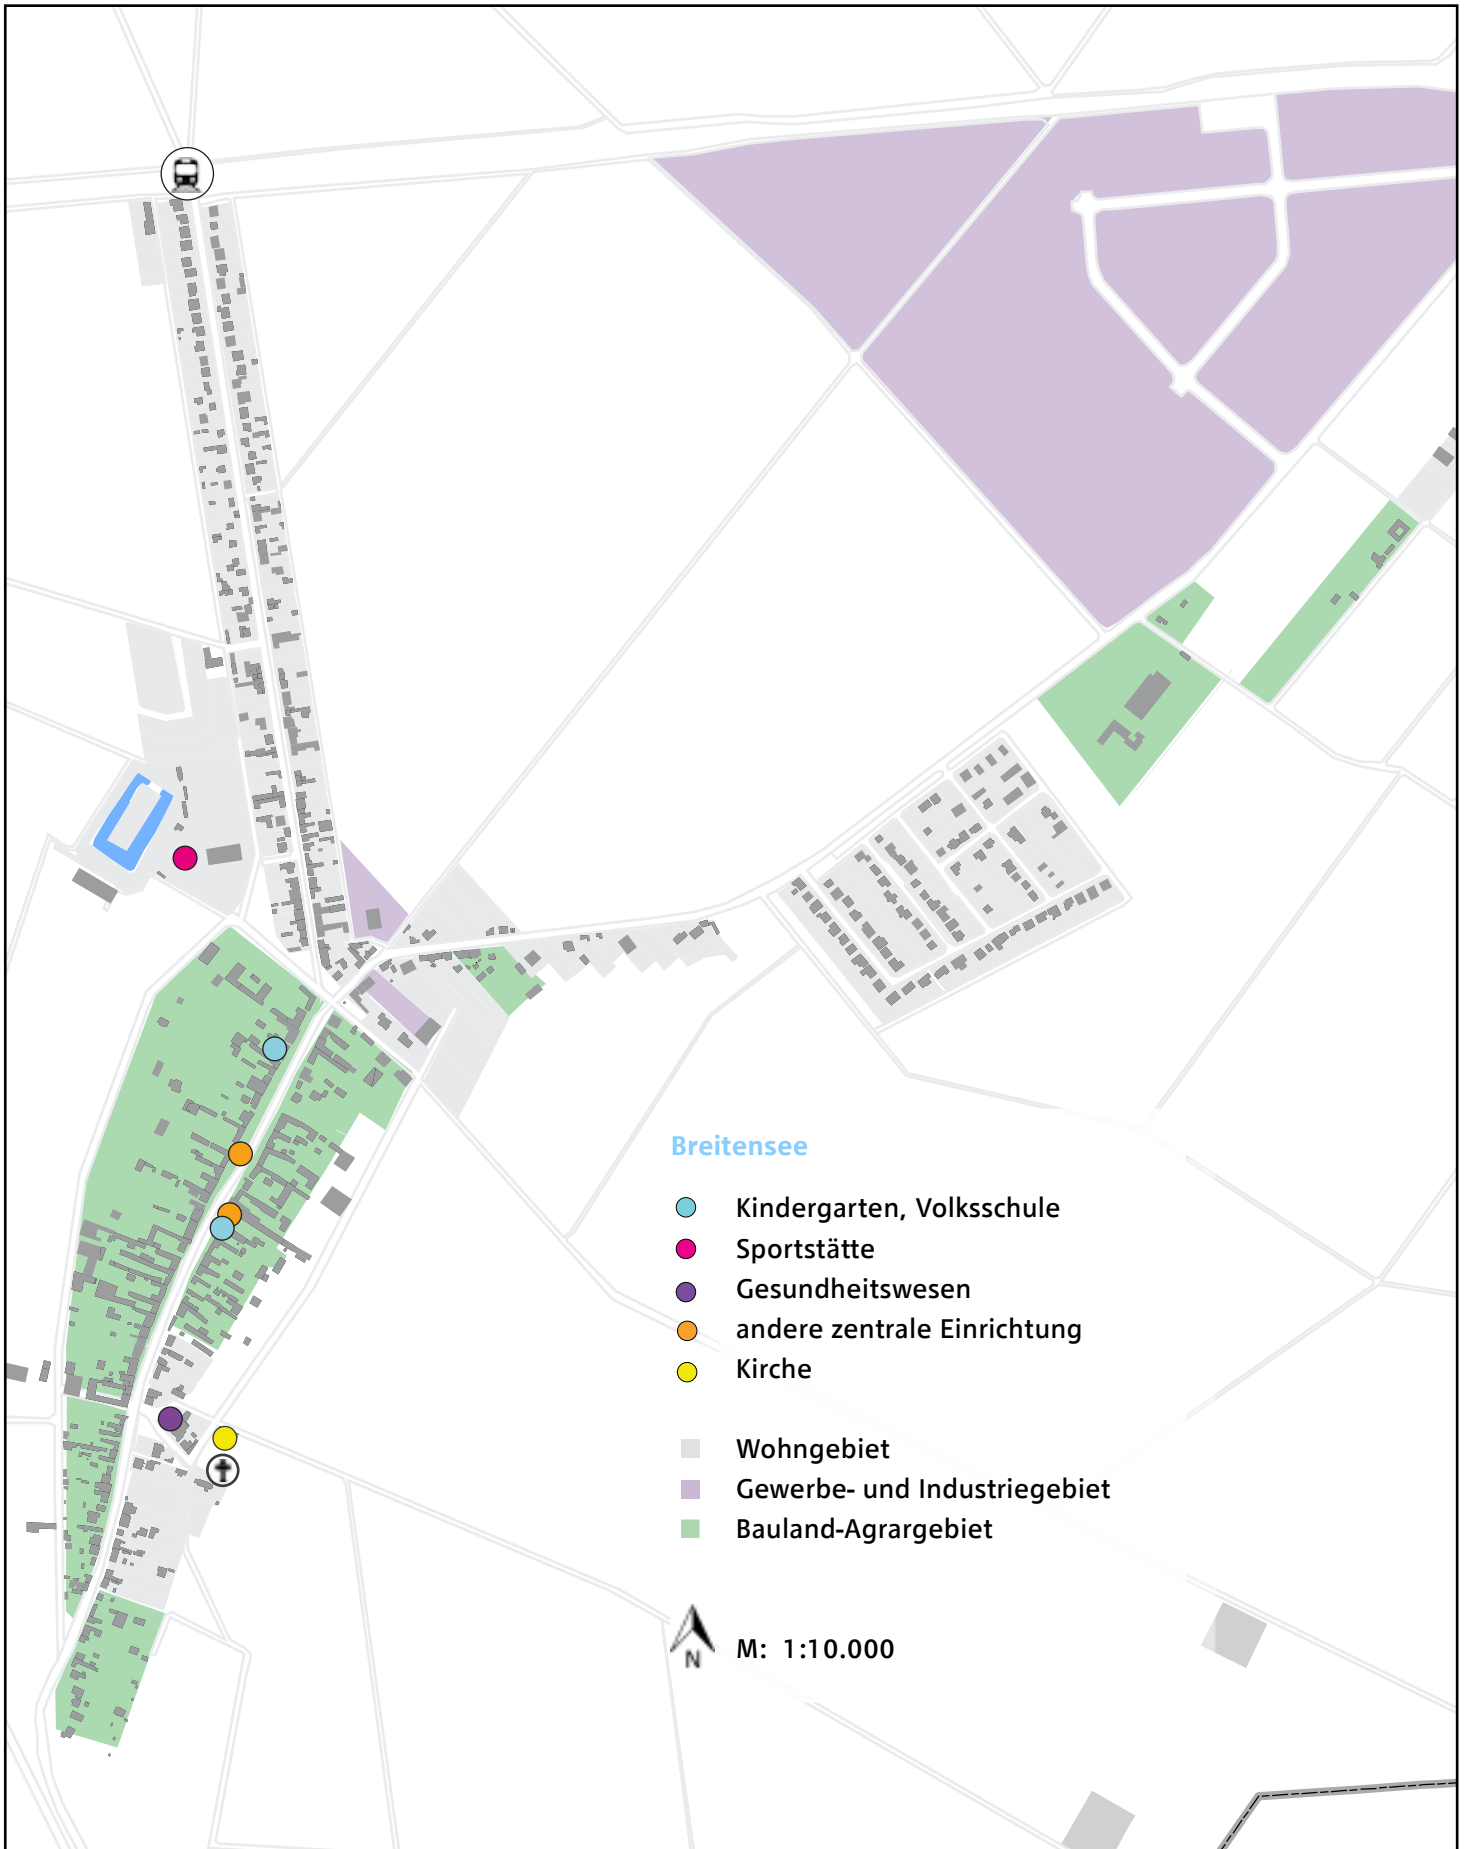 Breitensee
Kindergarten, Volksschule
Sportstätte
Gesundheitswesen
andere zentrale Einrichtung
Kirche
Wohngebiet
Gewerbe- und Industriegebiet
Bauland-Agrargebiet
N
M: 1:10.000